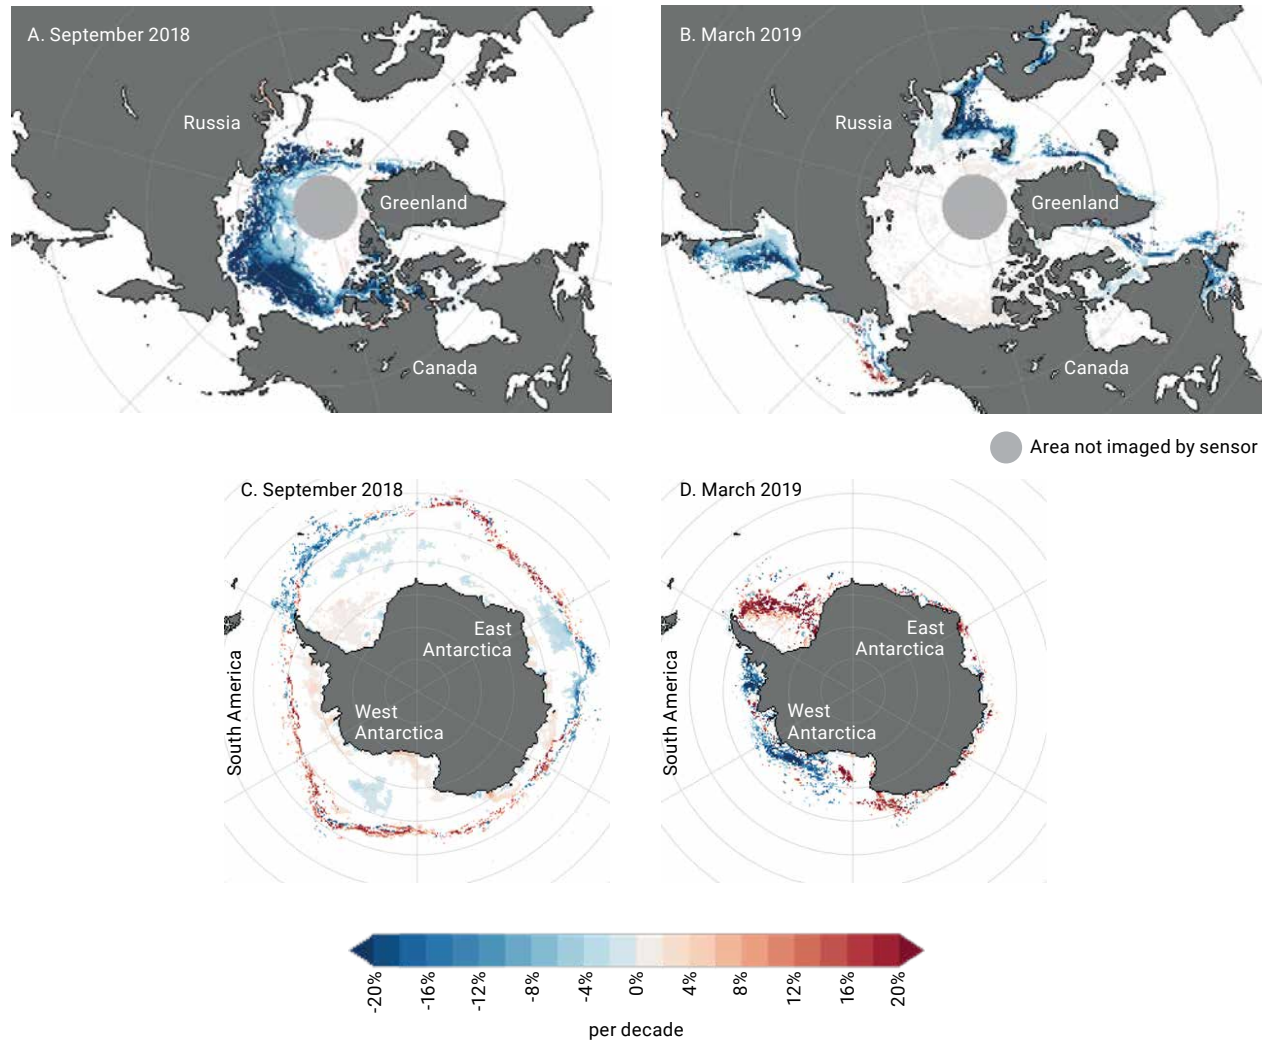 A. September 2018
Russia
Greenland
Canada
B. March 2019
Russia
Greenland
Canada
Area not imaged by sensor
C. September 2018
South America
East
Antarctica
West
Antarctica
D. March 2019
South America
East
Antarctica
West
Antarctica
-20%
-16%
-12%
-8%
-4%
0%
4%
8%
12%
16%
20%
per decade